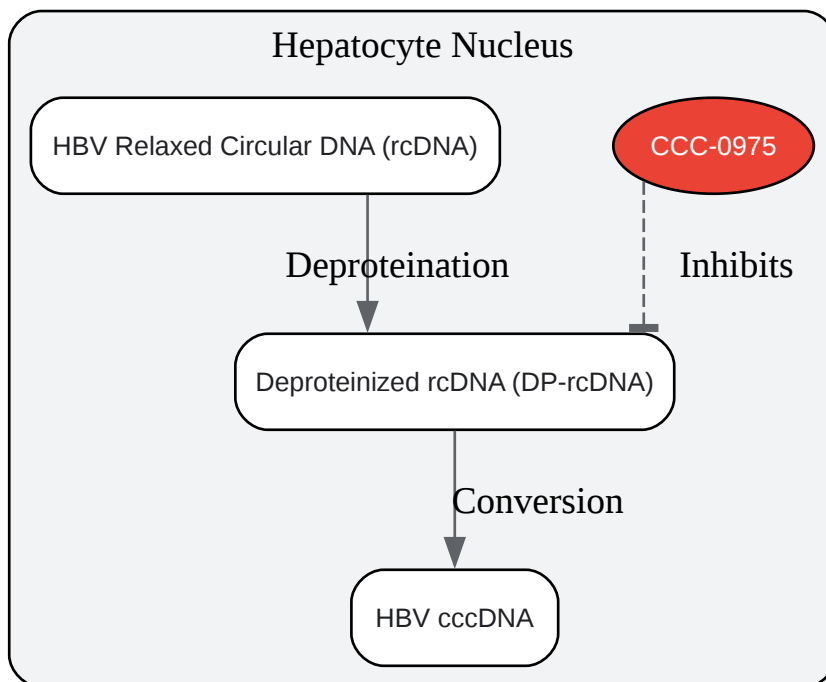 Hepatocyte Nucleus
HBV Relaxed Circular DNA (rcDNA)
CCC-0975
Deproteination
Inhibits
Deproteinized rcDNA (DP-rcDNA)
Conversion
HBV cccDNA